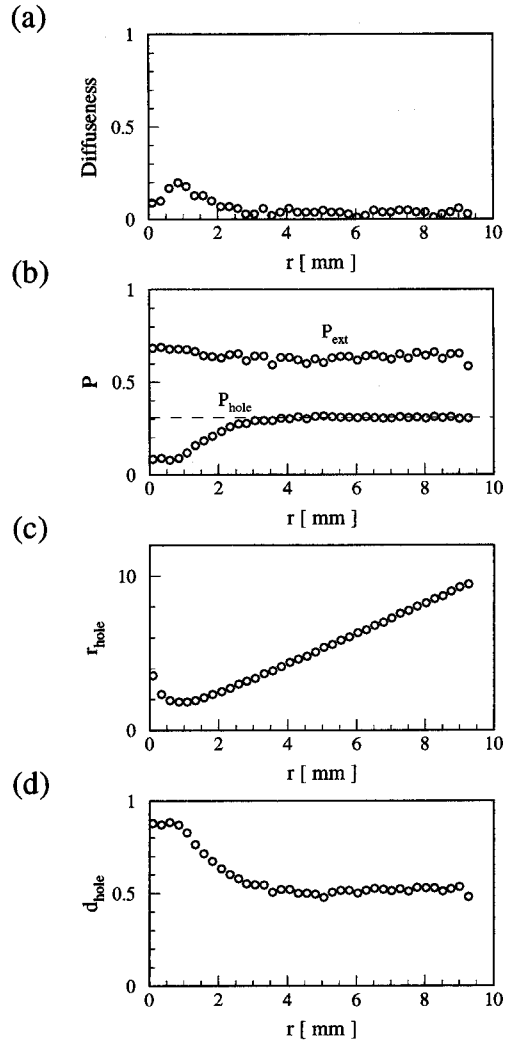 (a)
1
0.5
0
Diffuseness
0 2 4 6 8 10
r [ mm ]
(b)
1
0.5
0
P
P_ext
P_hole
0 2 4 6 8 10
r [ mm ]
(c)
10
0
r_hole
0 2 4 6 8 10
r [ mm ]
(d)
1
0.5
0
d_hole
0 2 4 6 8 10
r [ mm ]